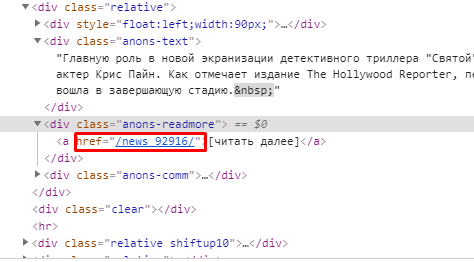 <div class="relative">
<div style="float:left;width:90px;">…</div>
<div class="anons-text">
"Главную роль в новой экранизации детективного триллера "Святой"
актер Крис Пайн. Как отмечает издание The Hollywood Reporter,
вошла в завершающую стадию.&nbsp;"
</div>
<div class="anons-readmore"> == $0
<a href="/news_92916/">[читать далее]</a>
</div>
<div class="anons-comm">…</div>
</div>
<div class="clear"></div>
<hr>
<div class="relative shiftup10">…</div>